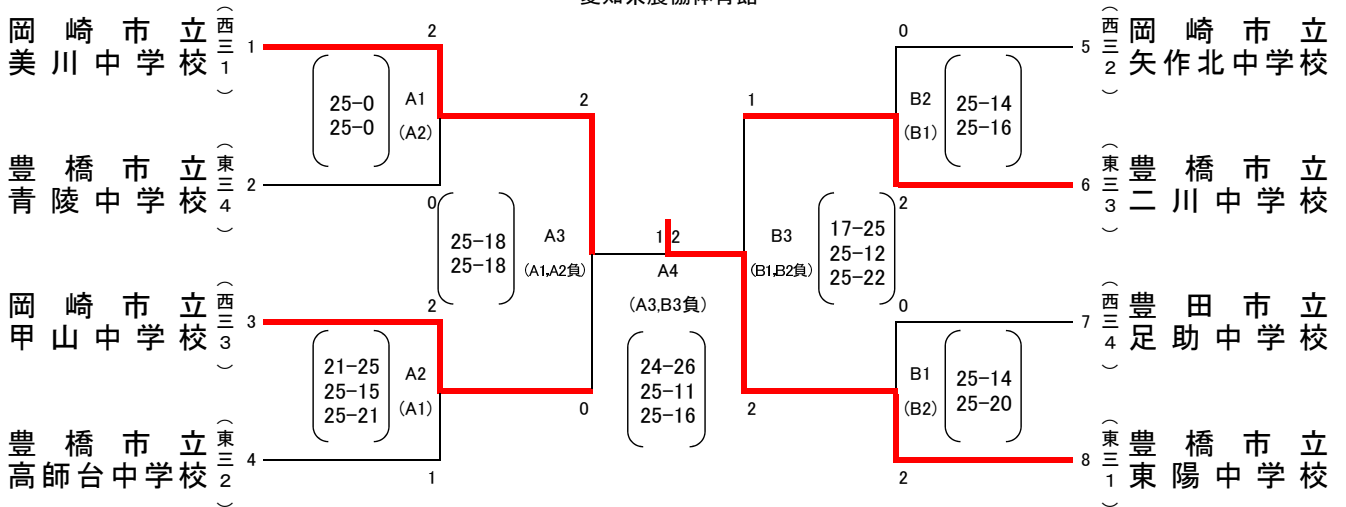 愛知県農協体育館
岡崎市立
美川中学校
(西三1)
1
2
25-0
25-0
A1
(A2)
豊橋市立
青陵中学校
(東三4)
2
0
岡崎市立
甲山中学校
(西三3)
3
2
21-25
25-15
25-21
A2
(A1)
豊橋市立
高師台中学校
(東三2)
4
1
2
25-18
25-18
A3
(A1,A2負)
0
1 2
A4
(A3,B3負)
24-26
25-11
25-16
1
B3
(B1,B2負)
17-25
25-12
25-22
2
0
B2
(B1)
25-14
25-16
2
5
(西三2)
岡崎市立
矢作北中学校
6
(東三3)
豊橋市立
二川中学校
0
B1
(B2)
25-14
25-20
2
7
(西三4)
豊田市立
足助中学校
8
(東三1)
豊橋市立
東陽中学校